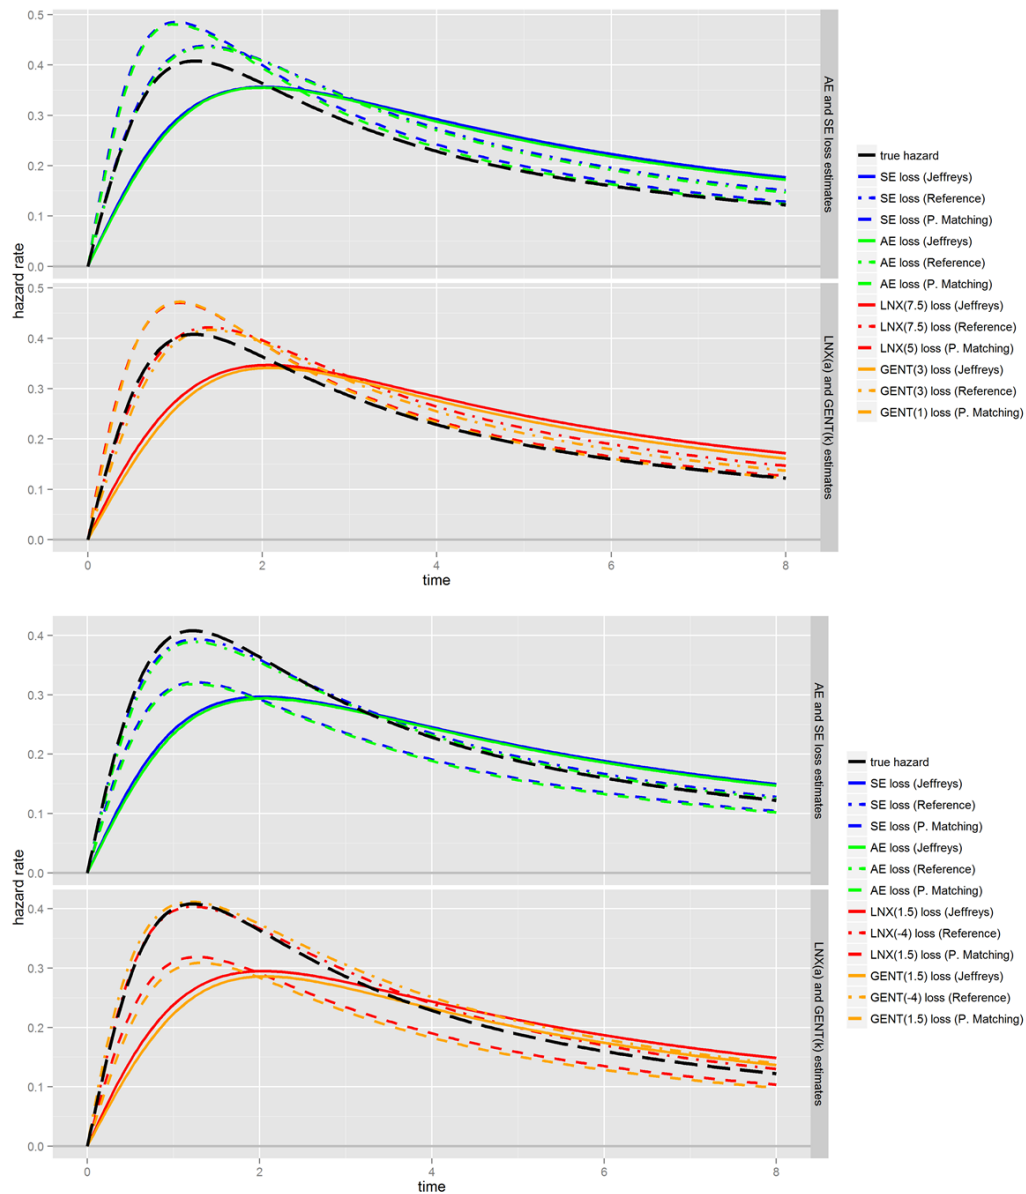 0.5
0.4
0.3
0.2
0.1
0.0
AE and SE loss estimates
0.5
0.4
0.3
0.2
0.1
0.0
LNX(a) and GENT(k) estimates
hazard rate
0
2
4
6
8
time
true hazard
SE loss (Jeffreys)
SE loss (Reference)
SE loss (P. Matching)
AE loss (Jeffreys)
AE loss (Reference)
AE loss (P. Matching)
LNX(7.5) loss (Jeffreys)
LNX(7.5) loss (Reference)
LNX(5) loss (P. Matching)
GENT(3) loss (Jeffreys)
GENT(3) loss (Reference)
GENT(1) loss (P. Matching)
0.4
0.3
0.2
0.1
0.0
AE and SE loss estimates
0.4
0.3
0.2
0.1
0.0
LNX(a) and GENT(k) estimates
hazard rate
0
2
4
6
8
time
true hazard
SE loss (Jeffreys)
SE loss (Reference)
SE loss (P. Matching)
AE loss (Jeffreys)
AE loss (Reference)
AE loss (P. Matching)
LNX(1.5) loss (Jeffreys)
LNX(-4) loss (Reference)
LNX(1.5) loss (P. Matching)
GENT(1.5) loss (Jeffreys)
GENT(-4) loss (Reference)
GENT(1.5) loss (P. Matching)